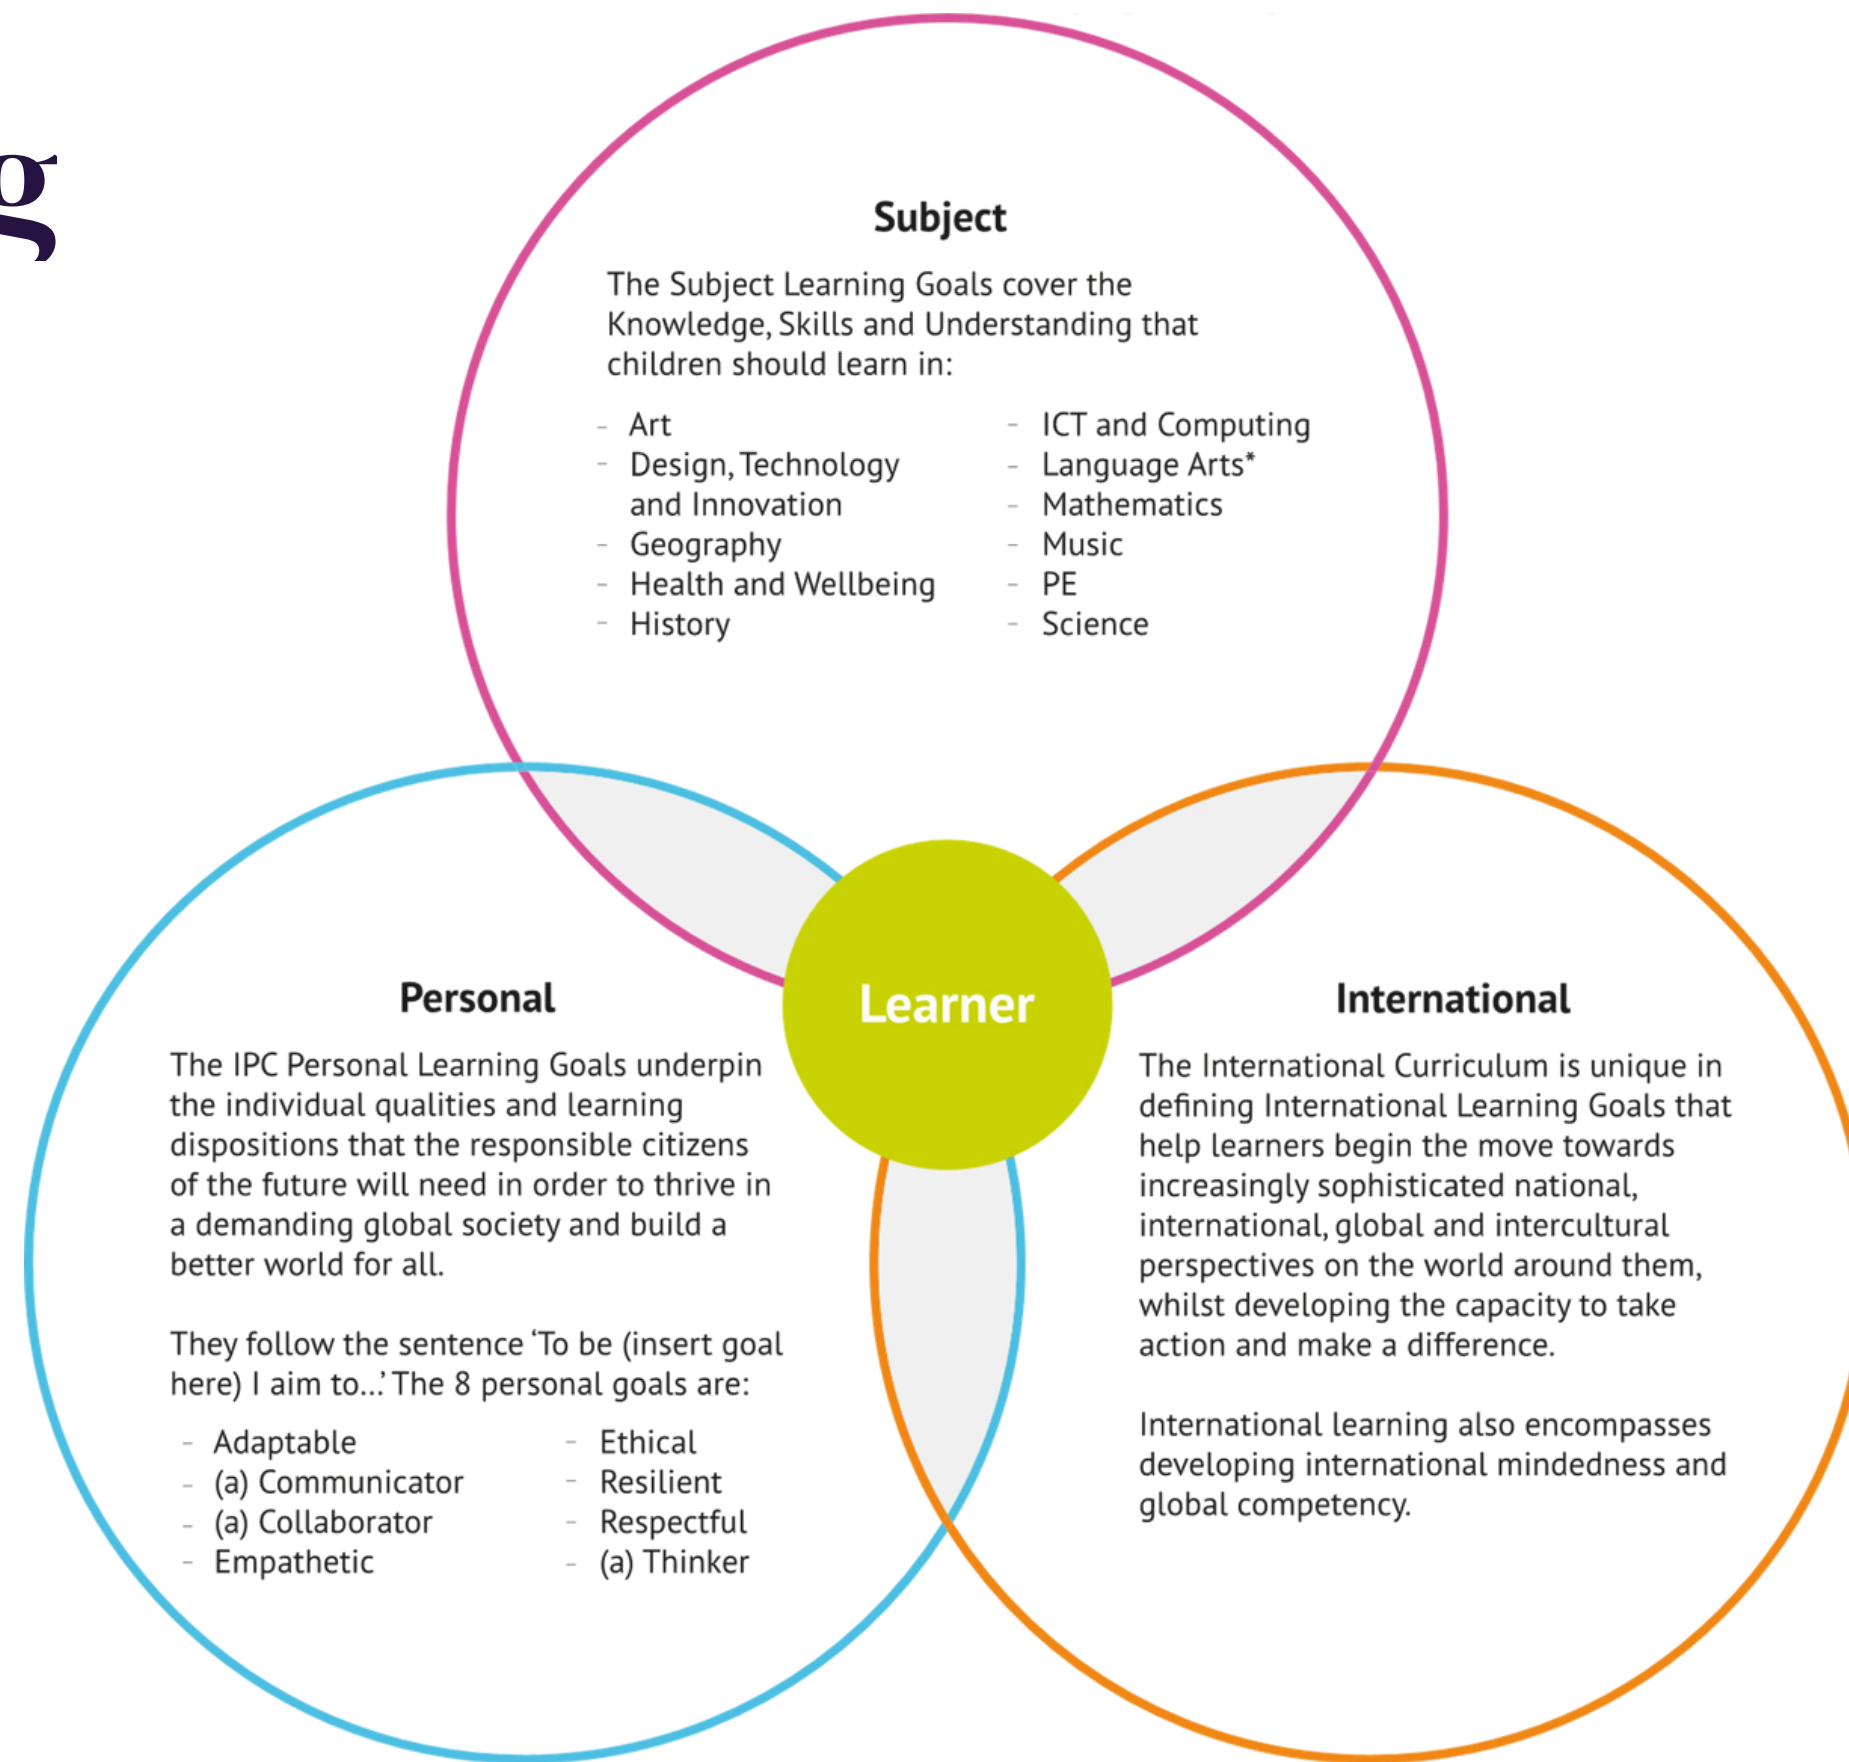 g
Subject
The Subject Learning Goals cover the
Knowledge, Skills and Understanding that
children should learn in:
- Art
- Design, Technology
and Innovation
- Geography
- Health and Wellbeing
- History
- ICT and Computing
- Language Arts*
- Mathematics
- Music
- PE
- Science
Learner
Personal
The IPC Personal Learning Goals underpin
the individual qualities and learning
dispositions that the responsible citizens
of the future will need in order to thrive in
a demanding global society and build a
better world for all.
They follow the sentence ‘To be (insert goal
here) I aim to...’ The 8 personal goals are:
- Adaptable
- (a) Communicator
- (a) Collaborator
- Empathetic
- Ethical
- Resilient
- Respectful
- (a) Thinker
International
The International Curriculum is unique in
defining International Learning Goals that
help learners begin the move towards
increasingly sophisticated national,
international, global and intercultural
perspectives on the world around them,
whilst developing the capacity to take
action and make a difference.
International learning also encompasses
developing international mindedness and
global competency.